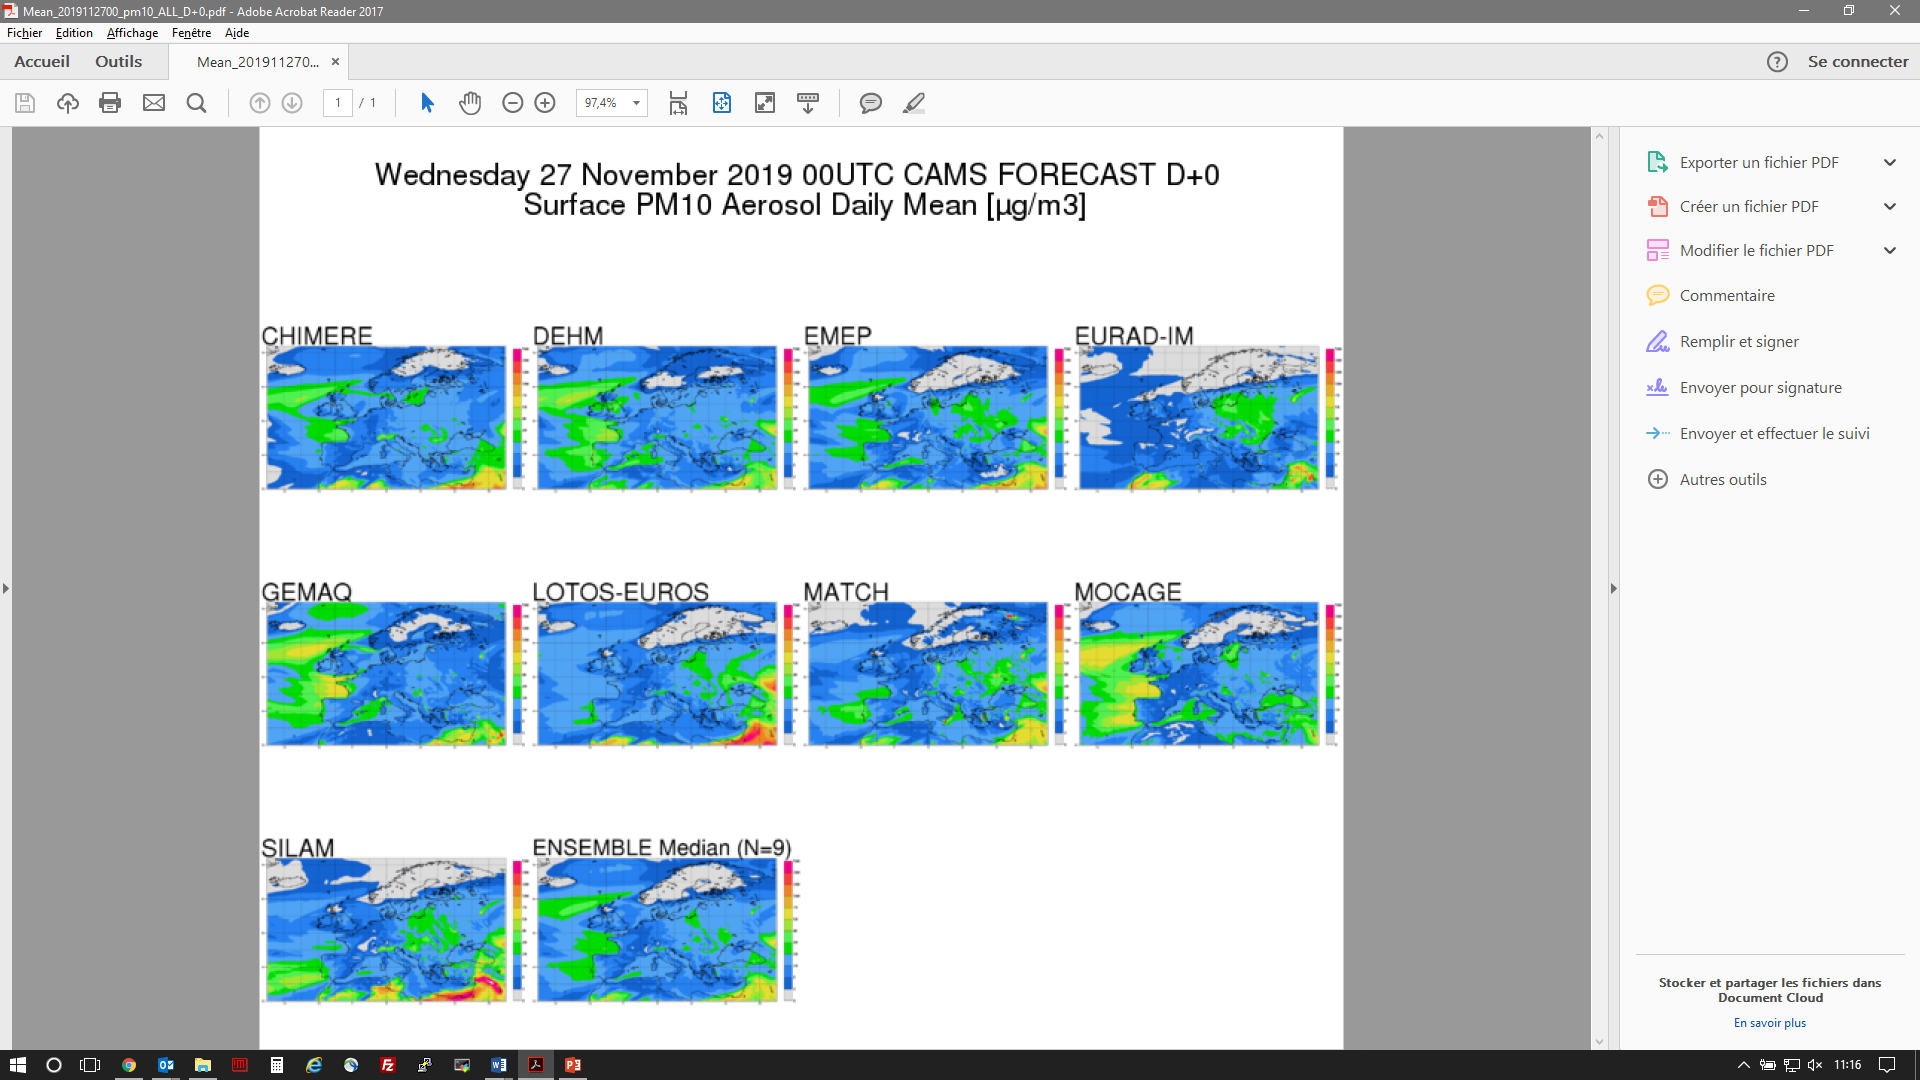 Mean_2019112700_pm10_ALL_D+0.pdf - Adobe Acrobat Reader 2017
Fichier Edition Affichage Fenêtre Aide
Accueil Outils Mean_201911270... × Se connecter
1 / 1 97,4%
Wednesday 27 November 2019 00UTC CAMS FORECAST D+0
Surface PM10 Aerosol Daily Mean [µg/m3]
CHIMERE DEHM EMEP EURAD-IM
GEMAQ LOTOS-EUROS MATCH MOCAGE
SILAM ENSEMBLE Median (N=9)
Exporter un fichier PDF
Créer un fichier PDF
Modifier le fichier PDF
Commentaire
Remplir et signer
Envoyer pour signature
Envoyer et effectuer le suivi
Autres outils
Stocker et partager les fichiers dans
Document Cloud
En savoir plus
11:16